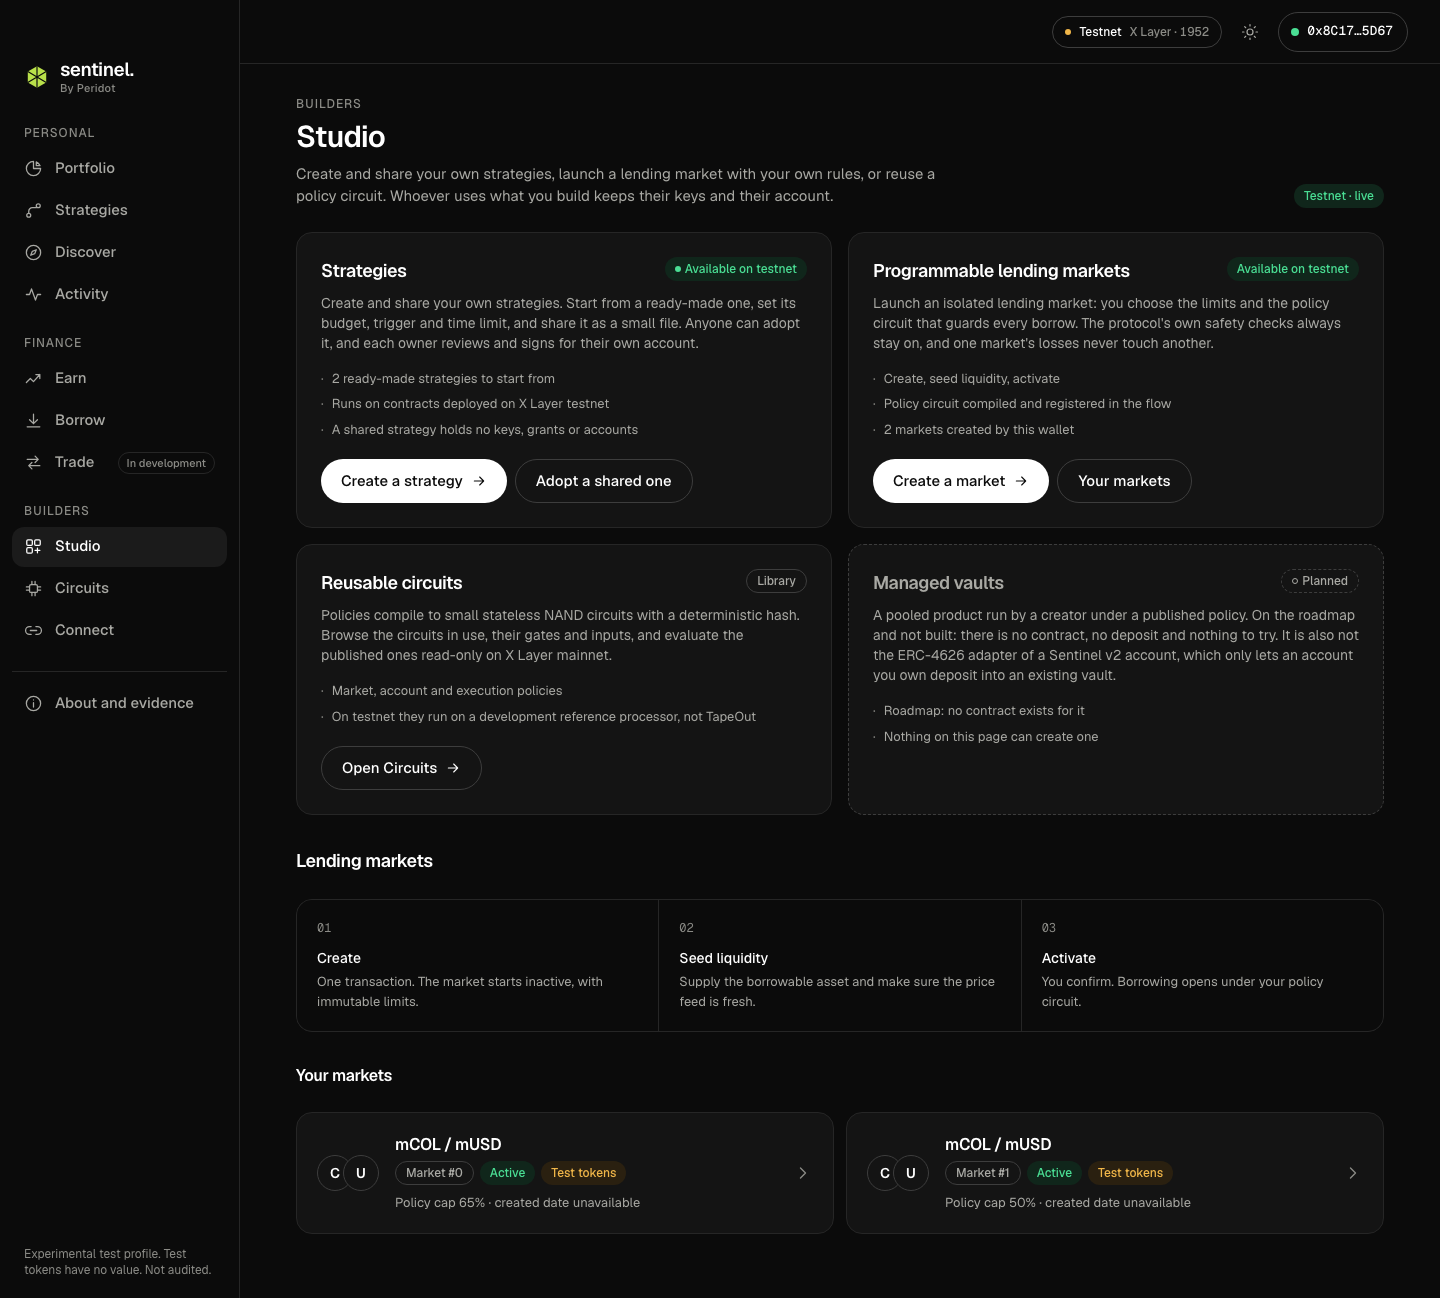 sentinel.
By Peridot
PERSONAL
Portfolio
Strategies
Discover
Activity
FINANCE
Earn
Borrow
Trade In development
BUILDERS
Studio
Circuits
Connect
About and evidence
Experimental test profile. Test
tokens have no value. Not audited.
Testnet X Layer · 1952
0x8C17…5D67
BUILDERS
Studio
Create and share your own strategies, launch a lending market with your own rules, or reuse a
policy circuit. Whoever uses what you build keeps their keys and their account.
Testnet · live
Strategies
Available on testnet
Create and share your own strategies. Start from a ready-made one, set its
budget, trigger and time limit, and share it as a small file. Anyone can adopt
it, and each owner reviews and signs for their own account.
· 2 ready-made strategies to start from
· Runs on contracts deployed on X Layer testnet
· A shared strategy holds no keys, grants or accounts
Create a strategy →
Adopt a shared one
Programmable lending markets
Available on testnet
Launch an isolated lending market: you choose the limits and the policy
circuit that guards every borrow. The protocol's own safety checks always
stay on, and one market's losses never touch another.
· Create, seed liquidity, activate
· Policy circuit compiled and registered in the flow
· 2 markets created by this wallet
Create a market →
Your markets
Reusable circuits
Library
Policies compile to small stateless NAND circuits with a deterministic hash.
Browse the circuits in use, their gates and inputs, and evaluate the
published ones read-only on X Layer mainnet.
· Market, account and execution policies
· On testnet they run on a development reference processor, not TapeOut
Open Circuits →
Managed vaults
Planned
A pooled product run by a creator under a published policy. On the roadmap
and not built: there is no contract, no deposit and nothing to try. It is also not
the ERC-4626 adapter of a Sentinel v2 account, which only lets an account
you own deposit into an existing vault.
· Roadmap: no contract exists for it
· Nothing on this page can create one
Lending markets
01
Create
One transaction. The market starts inactive, with
immutable limits.
02
Seed liquidity
Supply the borrowable asset and make sure the price
feed is fresh.
03
Activate
You confirm. Borrowing opens under your policy
circuit.
Your markets
C U
mCOL / mUSD
Market #0 Active Test tokens
Policy cap 65% · created date unavailable
C U
mCOL / mUSD
Market #1 Active Test tokens
Policy cap 50% · created date unavailable